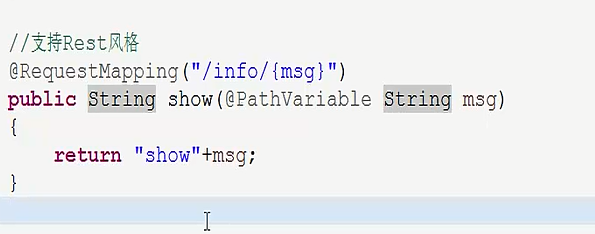 //支持Rest风格
@RequestMapping("/info/{msg}")
public String show(@PathVariable String msg)
{
    return "show"+msg;
}